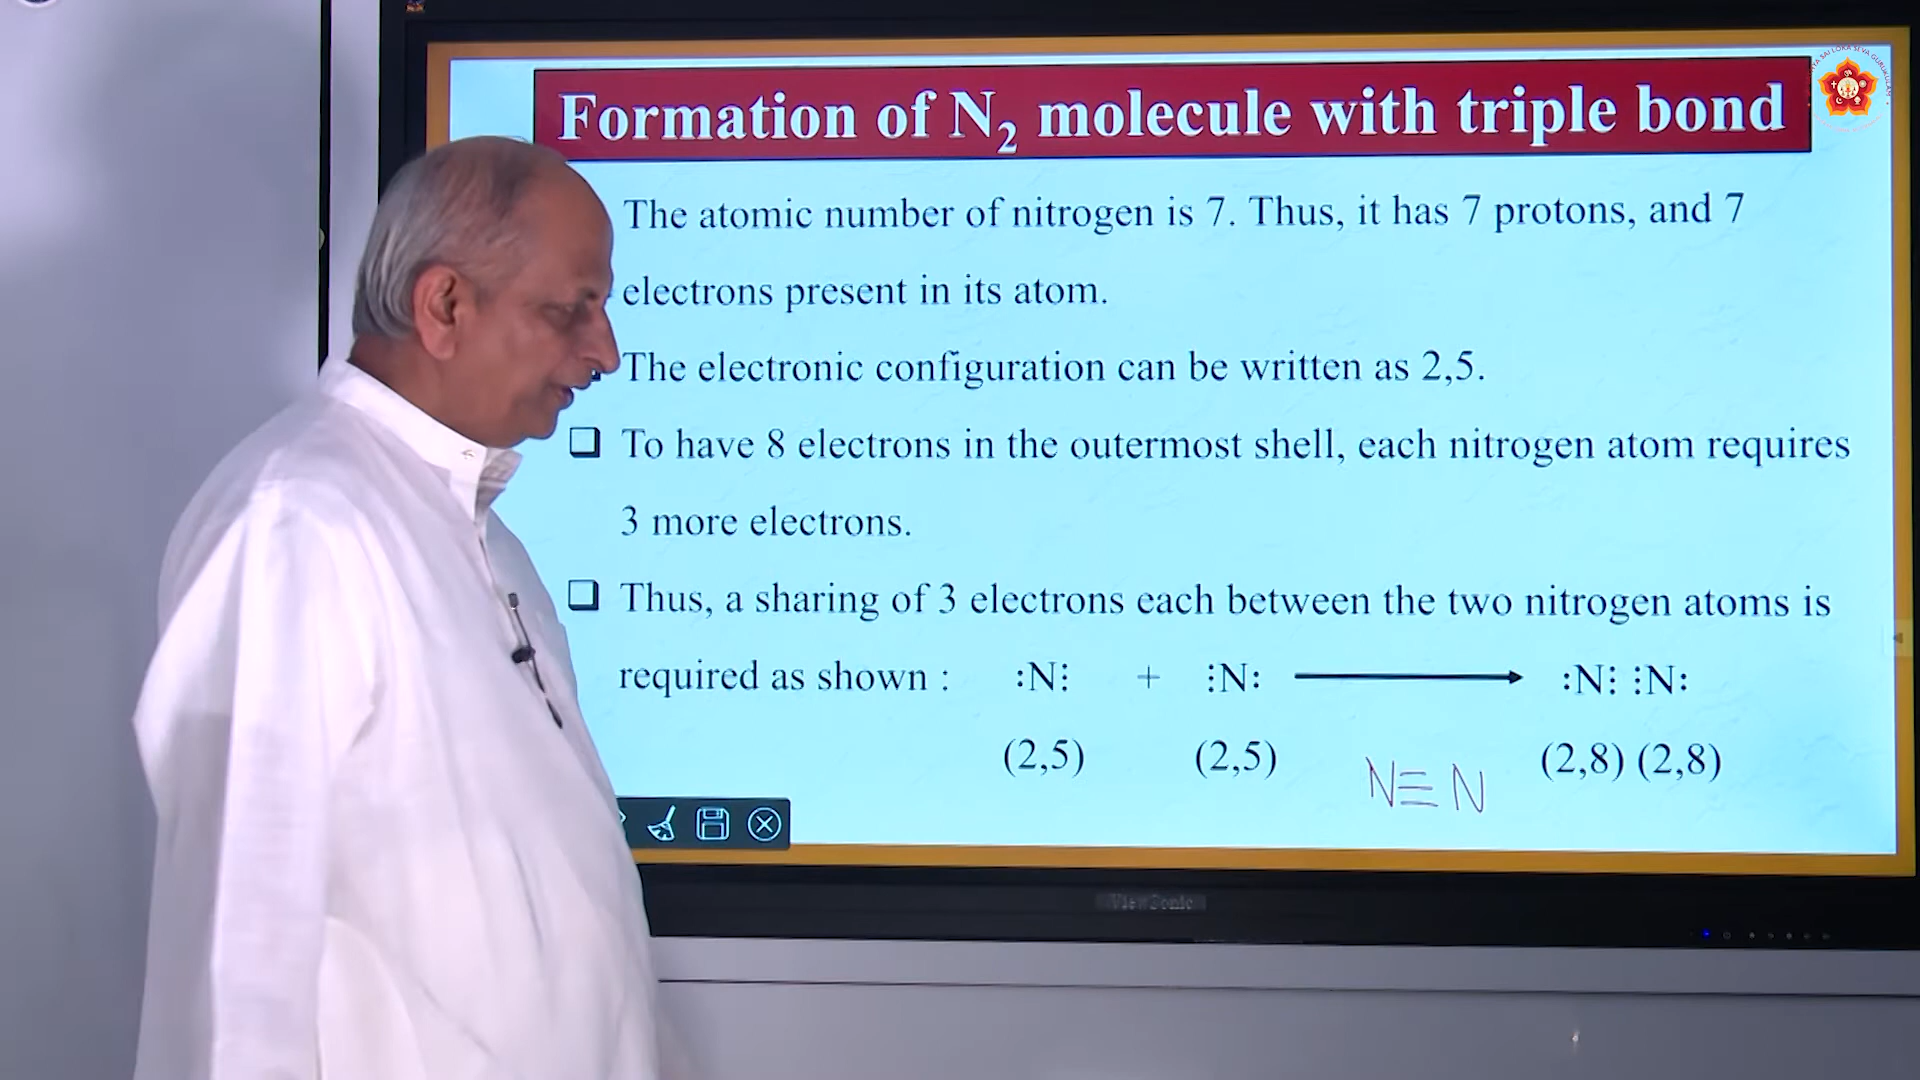 Formation of N₂ molecule with triple bond
The atomic number of nitrogen is 7. Thus, it has 7 protons, and 7
electrons present in its atom.
The electronic configuration can be written as 2,5.
❑ To have 8 electrons in the outermost shell, each nitrogen atom requires
3 more electrons.
❑ Thus, a sharing of 3 electrons each between the two nitrogen atoms is
required as shown : :N⫶ + ⫶N: ⟶ :N⫶ ⫶N:
(2,5) (2,5) (2,8) (2,8)
N≡N
ViewSonic